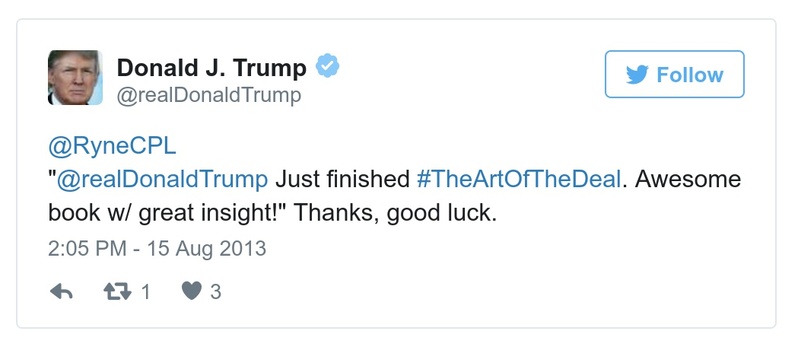 Donald J. Trump
@realDonaldTrump
Follow
@RyneCPL
"@realDonaldTrump Just finished #TheArtOfTheDeal. Awesome
book w/ great insight!" Thanks, good luck.
2:05 PM - 15 Aug 2013
1 3